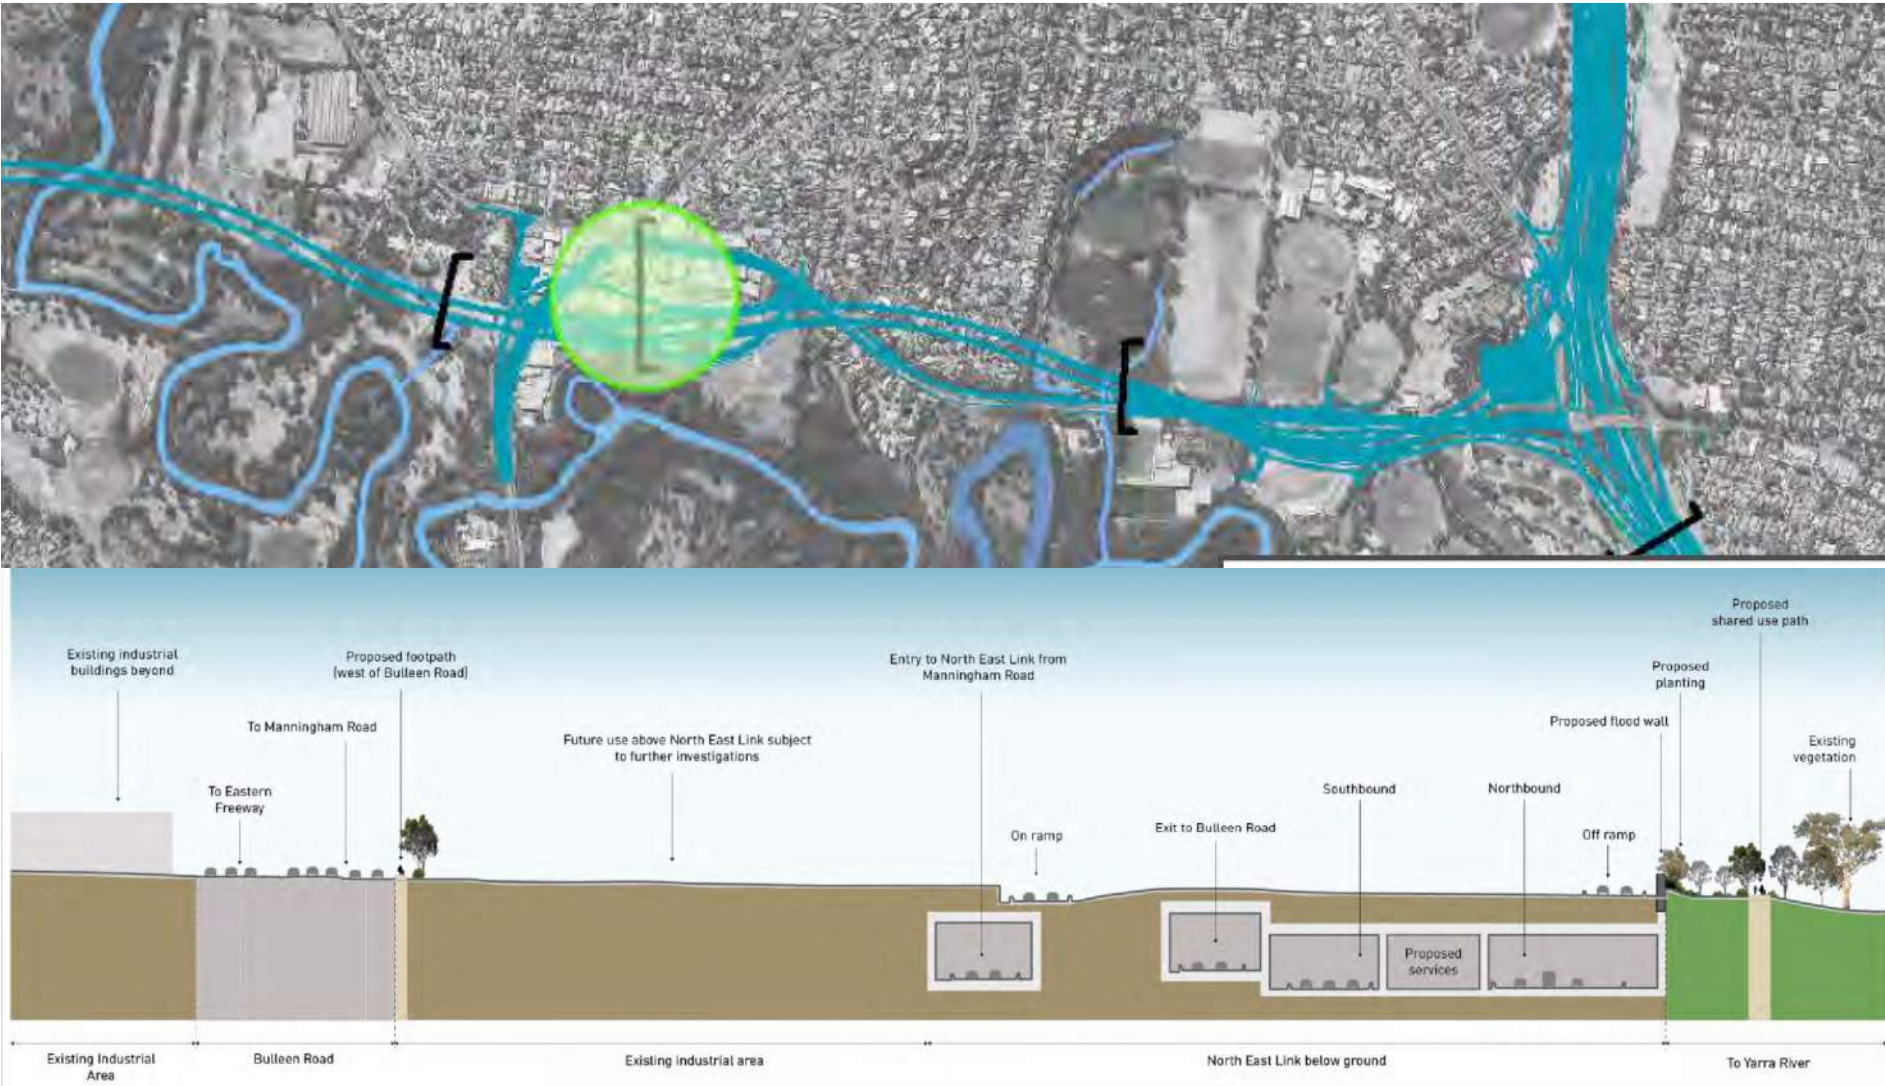 Proposed
shared use path
Existing industrial
buildings beyond
Proposed footpath
(west of Bulleen Road)
Entry to North East Link from
Manningham Road
Proposed
planting
To Manningham Road
Proposed flood wall
Future use above North East Link subject
to further investigations
Existing
vegetation
To Eastern
Freeway
Southbound
Northbound
On ramp
Exit to Bulleen Road
Off ramp
Proposed
services
Existing Industrial
Area
Bulleen Road
Existing industrial area
North East Link below ground
To Yarra River